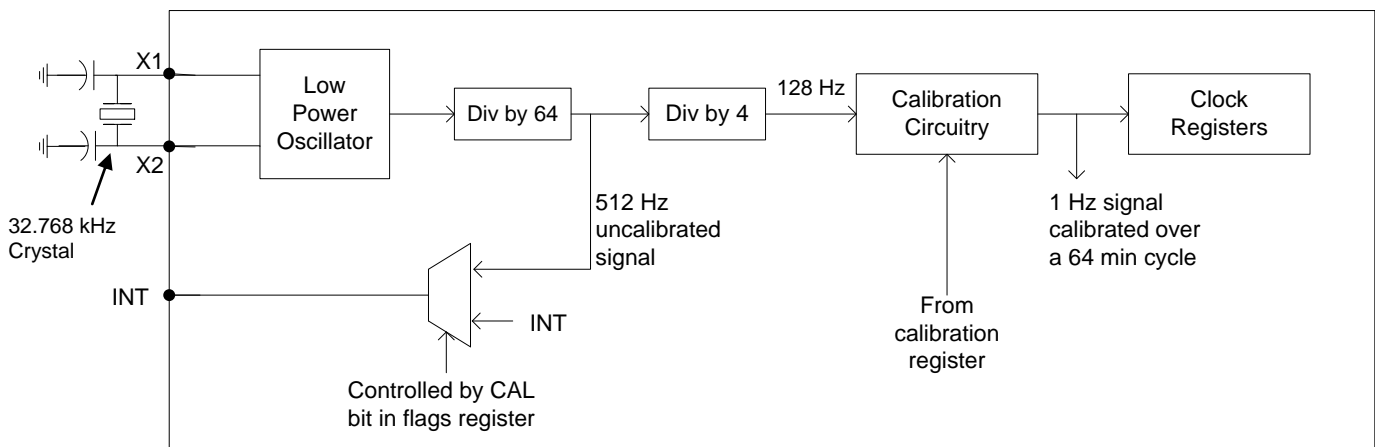 X1
X2
32.768 kHz
Crystal
INT
Low
Power
Oscillator
Div by 64
512 Hz
uncalibrated
signal
Div by 4
128 Hz
Calibration
Circuitry
Clock
Registers
1 Hz signal
calibrated over
a 64 min cycle
From
calibration
register
INT
Controlled by CAL
bit in flags register